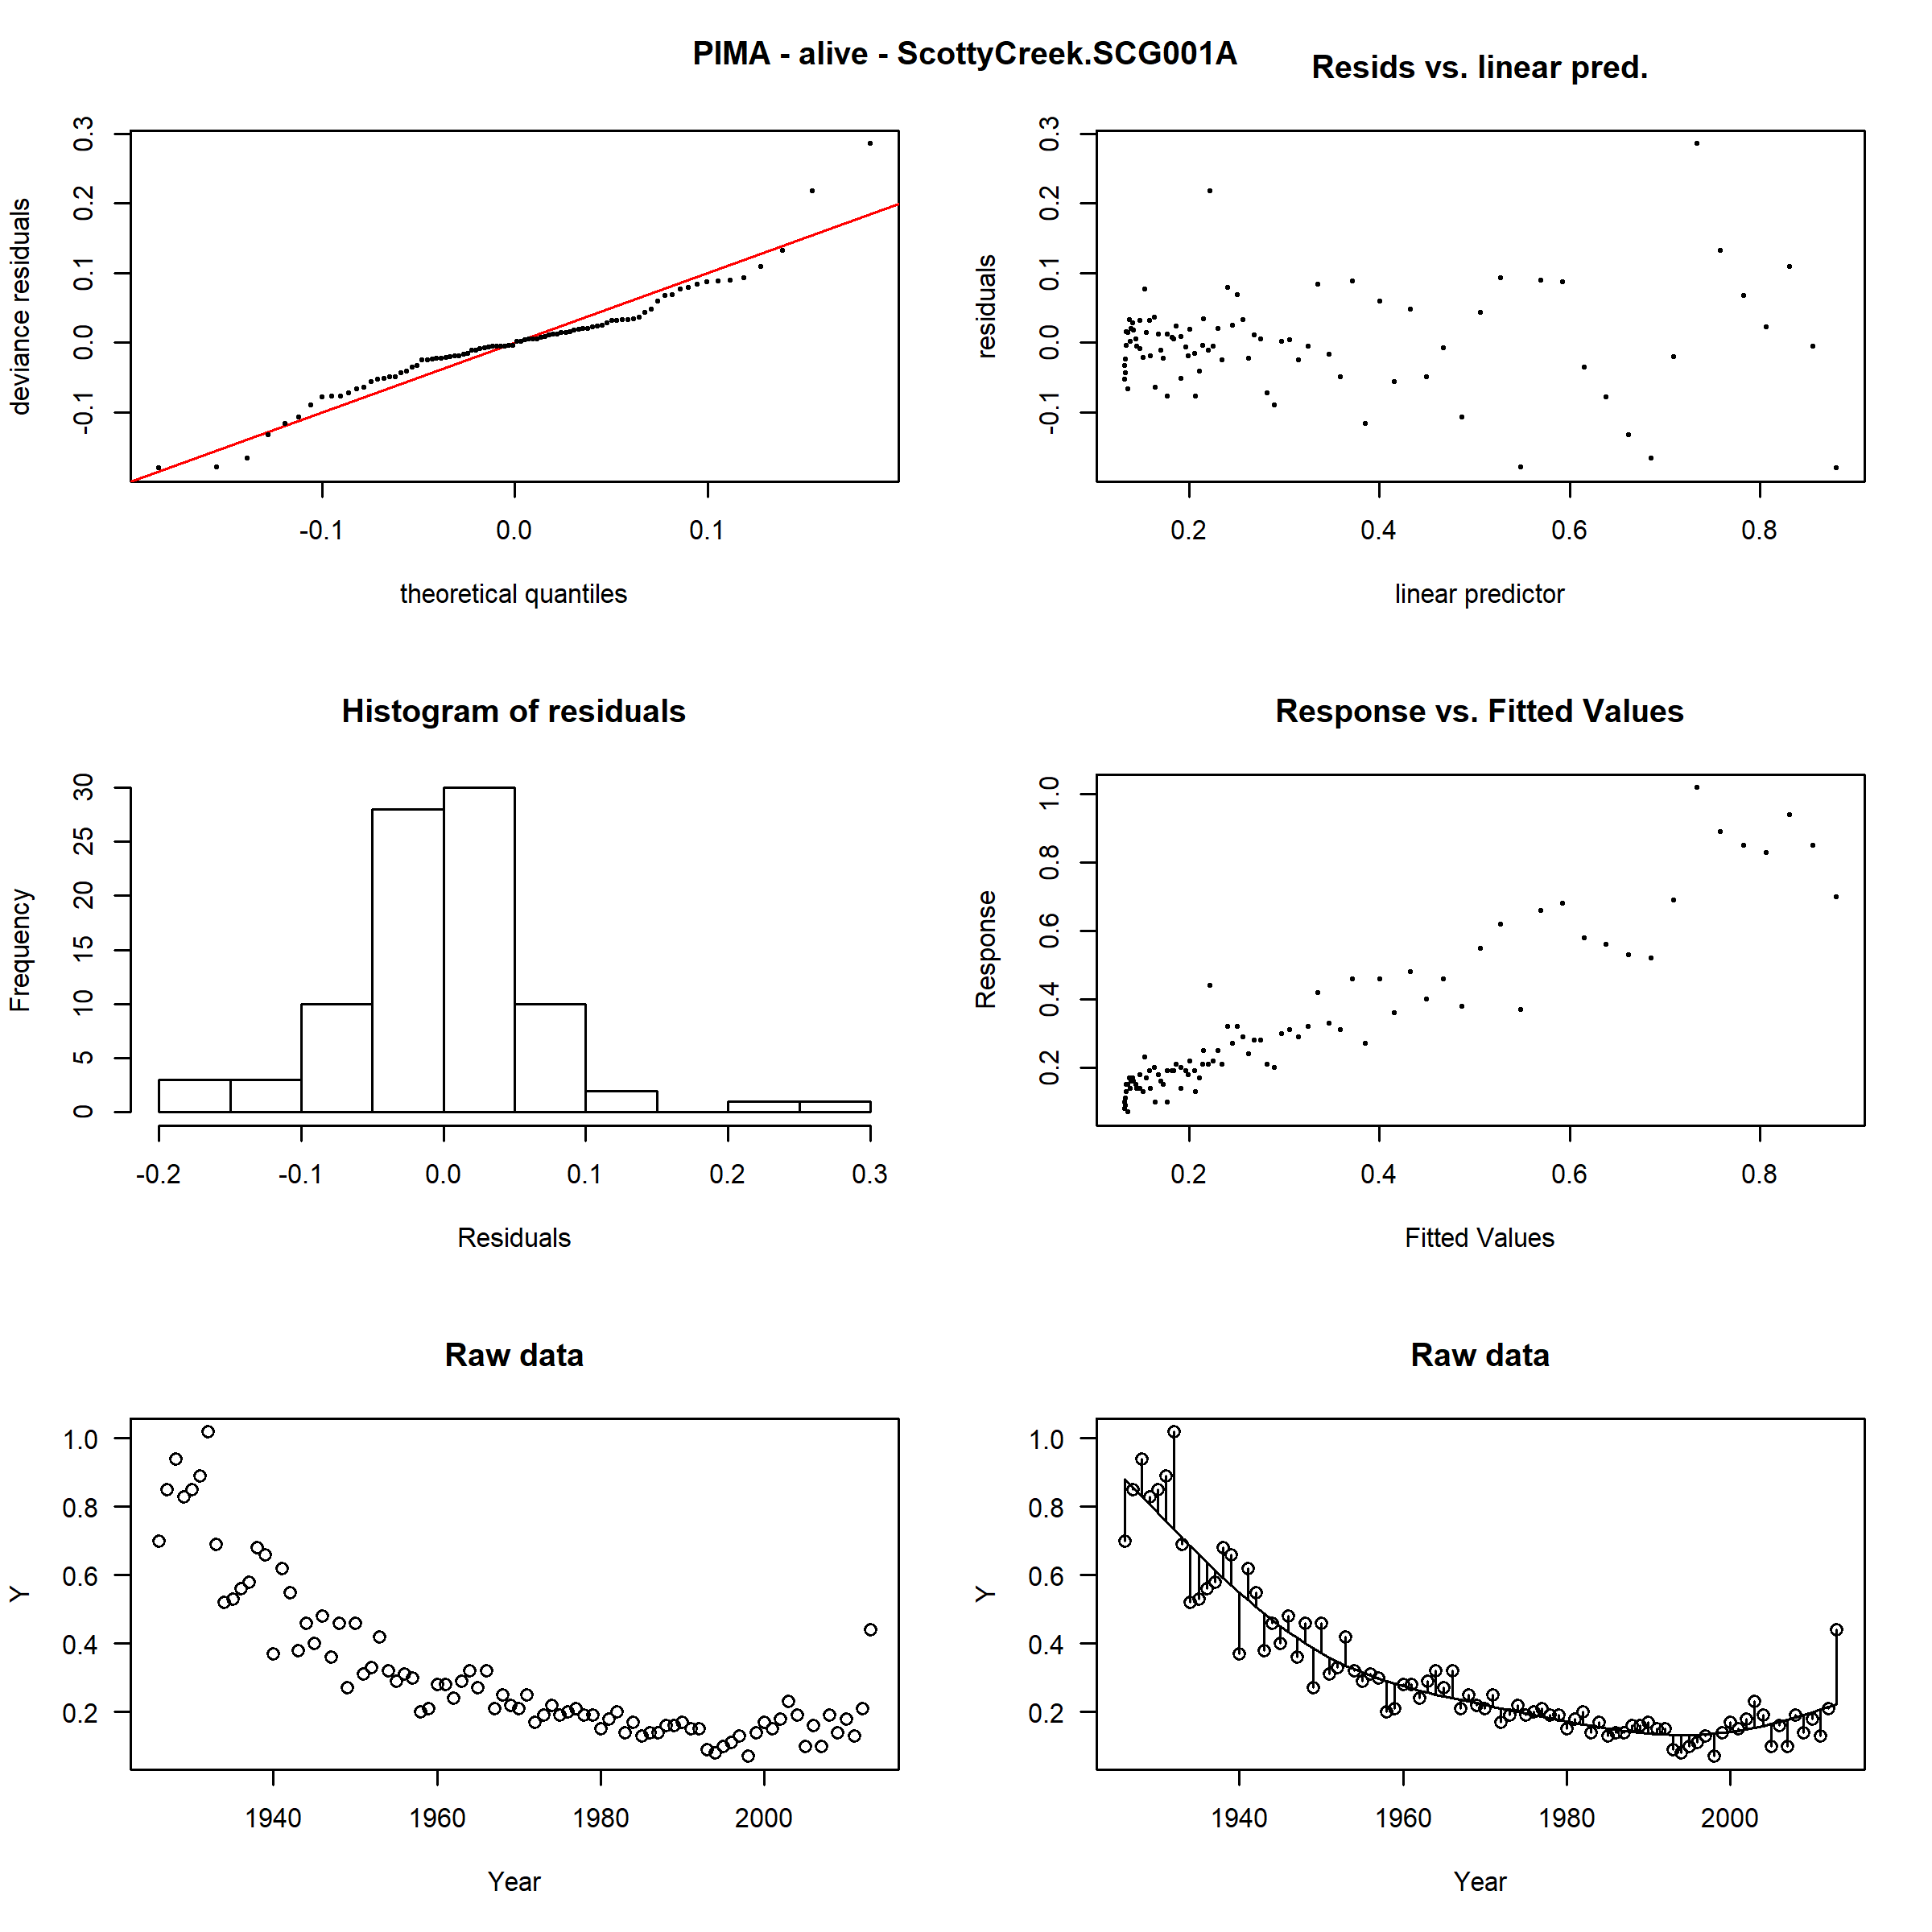 PIMA - alive - ScottyCreek.SCG001A
Resids vs. linear pred.
deviance residuals
-0.1 0.0 0.1 0.2 0.3
-0.1 0.0 0.1
theoretical quantiles
residuals
-0.1 0.0 0.1 0.2 0.3
0.2 0.4 0.6 0.8
linear predictor
Histogram of residuals
Frequency
0 5 10 15 20 25 30
-0.2 -0.1 0.0 0.1 0.2 0.3
Residuals
Response vs. Fitted Values
Response
0.2 0.4 0.6 0.8 1.0
0.2 0.4 0.6 0.8
Fitted Values
Raw data
Y
1.0
0.8
0.6
0.4
0.2
1940 1960 1980 2000
Year
Raw data
Y
1.0
0.8
0.6
0.4
0.2
1940 1960 1980 2000
Year